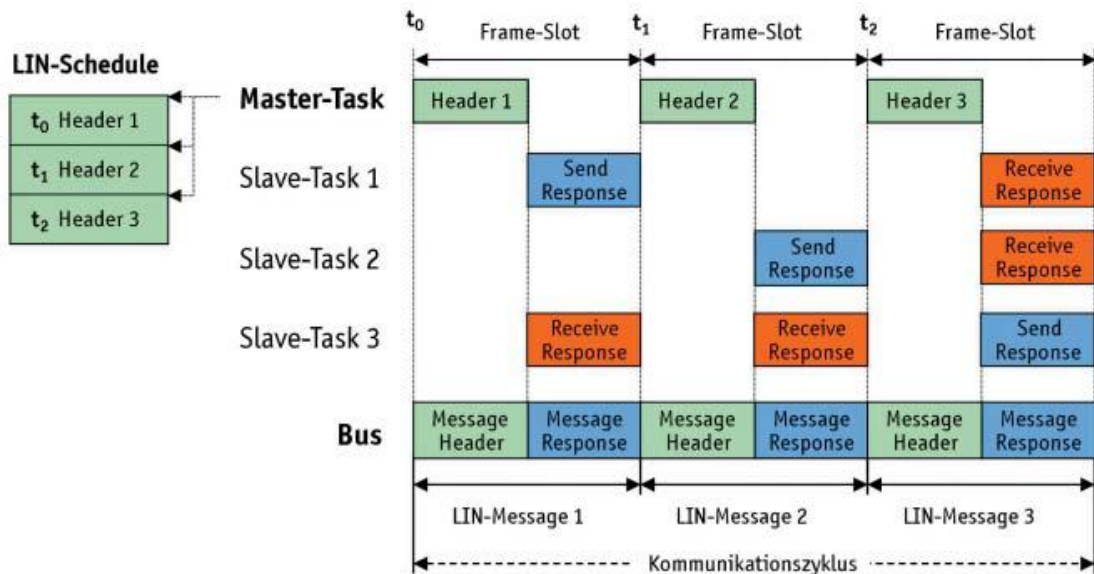 t0 t1 t2
Frame-Slot Frame-Slot Frame-Slot
LIN-Schedule
Master-Task Header 1 Header 2 Header 3
t0 Header 1
t1 Header 2
t2 Header 3
Slave-Task 1 Send Response Receive Response
Slave-Task 2 Send Response Receive Response
Slave-Task 3 Receive Response Receive Response Send Response
Bus Message Header Message Response Message Header Message Response Message Header Message Response
LIN-Message 1 LIN-Message 2 LIN-Message 3
Kommunikationszyklus